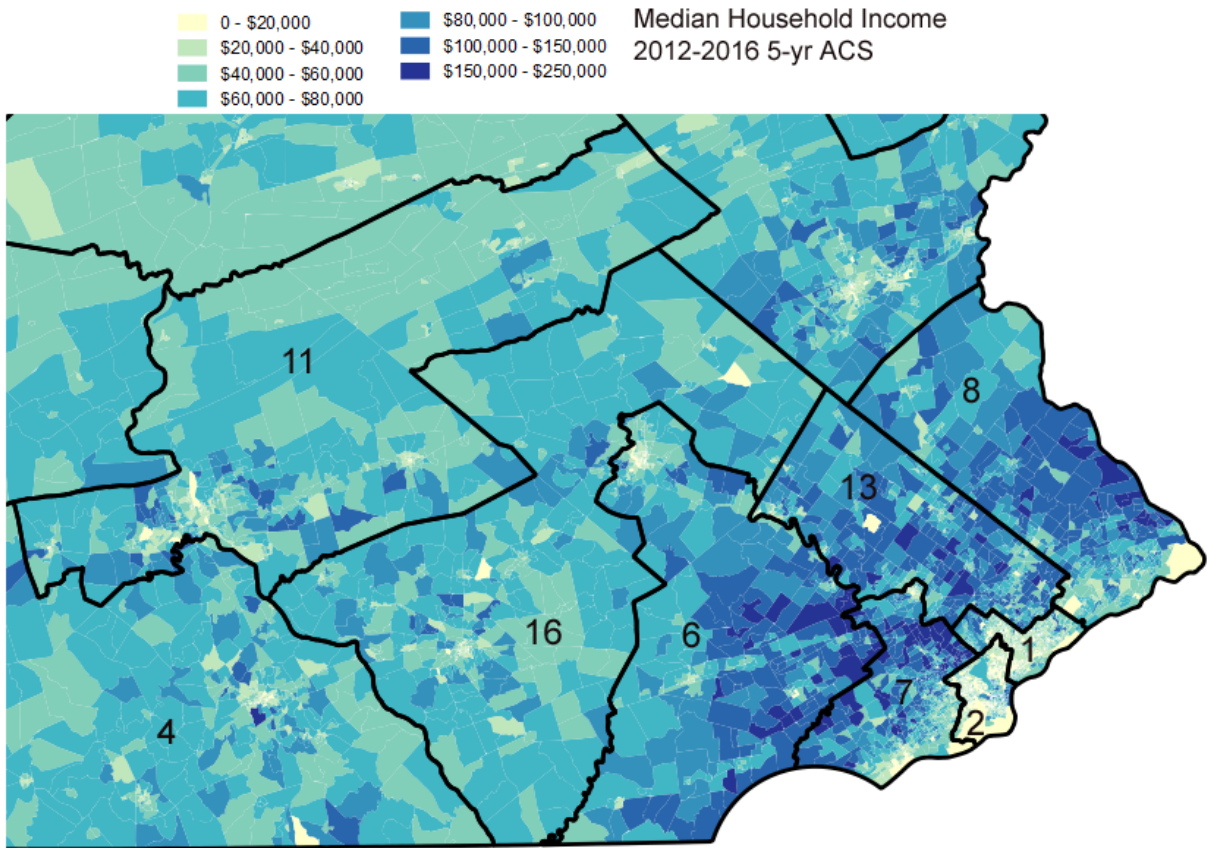 0 - $20,000
$20,000 - $40,000
$40,000 - $60,000
$60,000 - $80,000
$80,000 - $100,000
$100,000 - $150,000
$150,000 - $250,000
Median Household Income
2012-2016 5-yr ACS
11
8
13
16
6
1
7
2
4